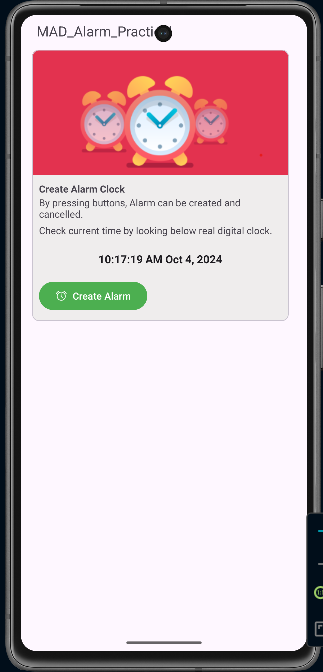 MAD_Alarm_Practi
Create Alarm Clock
By pressing buttons, Alarm can be created and
cancelled.
Check current time by looking below real digital clock.
10:17:19 AM Oct 4, 2024
Create Alarm